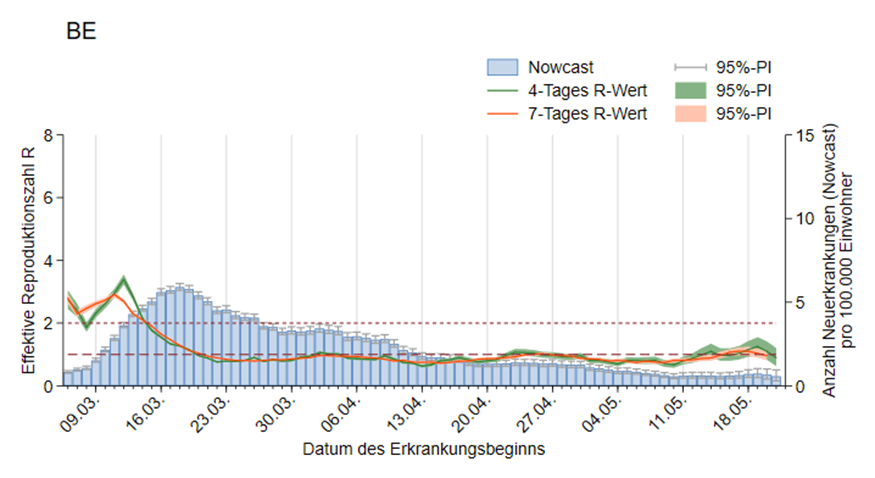 BE
Nowcast
95%-PI
4-Tages R-Wert
95%-PI
7-Tages R-Wert
95%-PI
Effektive Reproduktionszahl R
8
6
4
2
0
15
10
5
0
Anzahl Neuerkrankungen (Nowcast)
pro 100.000 Einwohner
09.03.
16.03.
23.03.
30.03.
06.04.
13.04.
20.04.
27.04.
04.05.
11.05.
18.05.
Datum des Erkrankungsbeginns